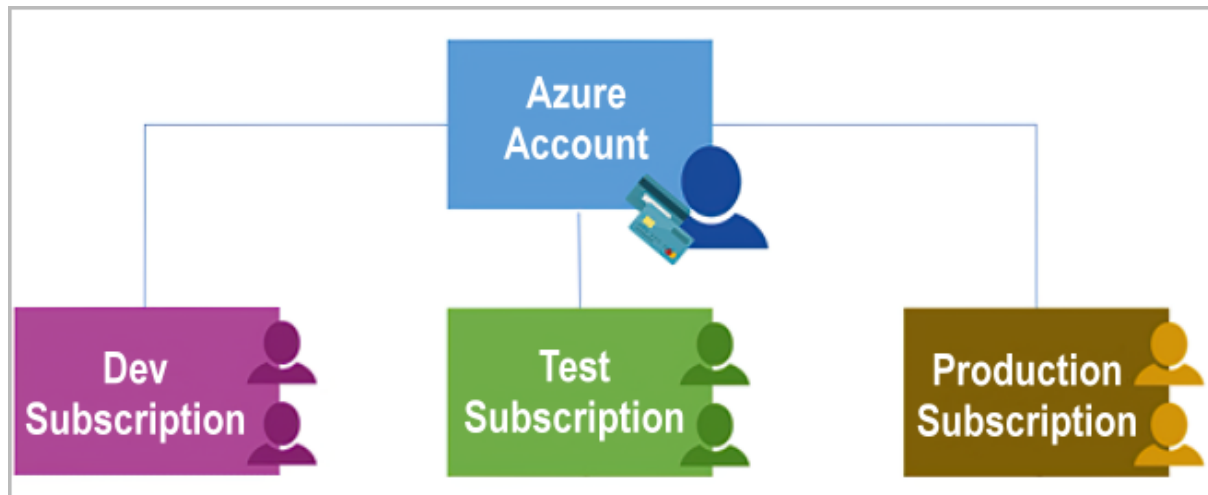 Azure
Account
Dev
Subscription
Test
Subscription
Production
Subscription